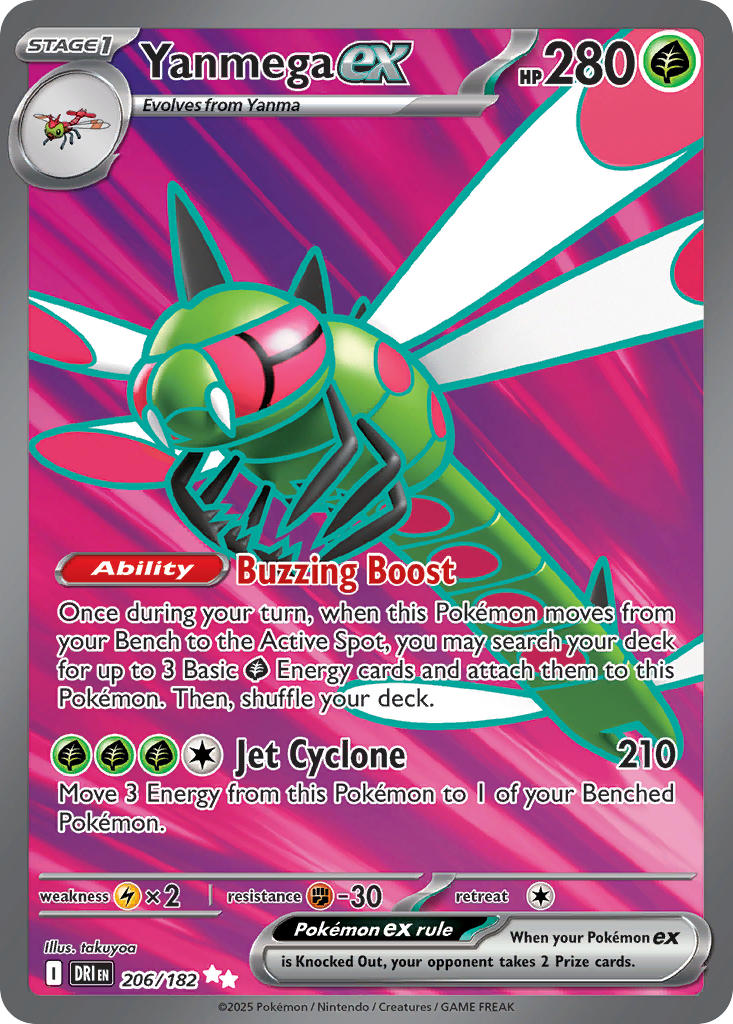 STAGE 1
Yanmega ex
HP 280
Evolves from Yanma
Ability Buzzing Boost
Once during your turn, when this Pokémon moves from
your Bench to the Active Spot, you may search your deck
for up to 3 Basic Energy cards and attach them to this
Pokémon. Then, shuffle your deck.
Jet Cyclone 210
Move 3 Energy from this Pokémon to 1 of your Benched
Pokémon.
weakness ×2 resistance -30 retreat
Pokémon ex rule When your Pokémon ex
is Knocked Out, your opponent takes 2 Prize cards.
Illus. takuyoa
I DRI EN 206/182
©2025 Pokémon / Nintendo / Creatures / GAME FREAK